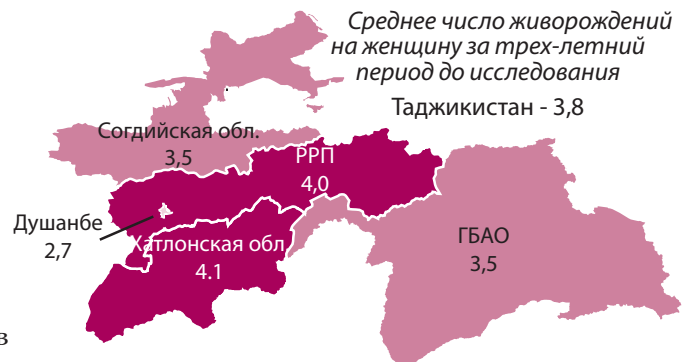 Среднее число живорождений
на женщину за трех-летний
период до исследования
Таджикистан - 3,8
Согдийская обл.
3,5
РРП
4,0
Душанбе
2,7
Хатлонская обл
4.1
ГБАО
3,5
в